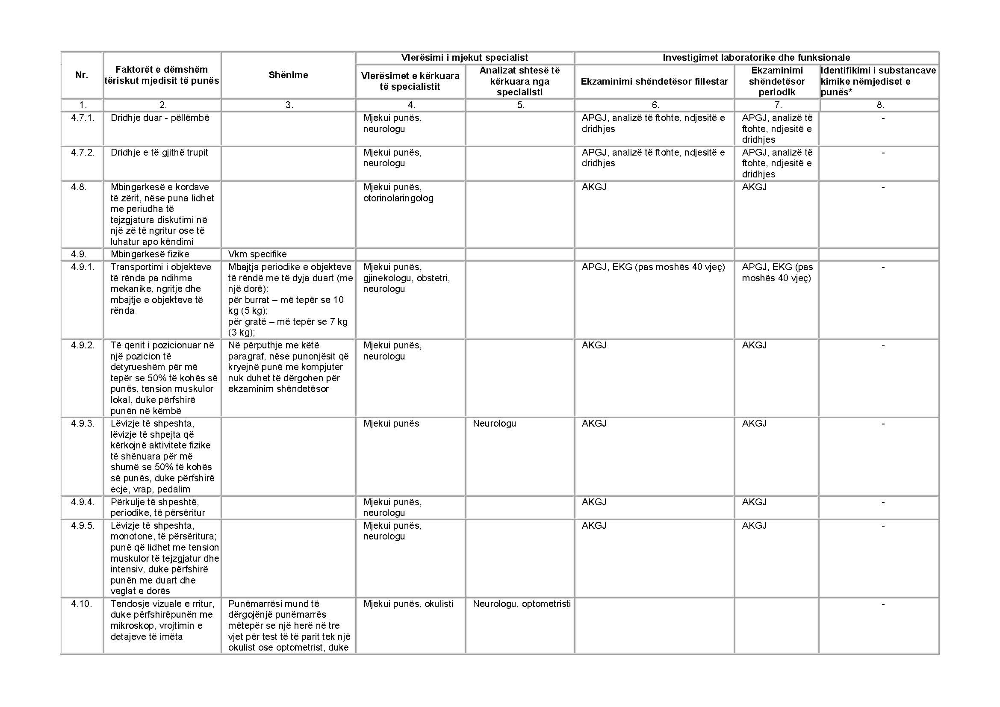 Nr.
Faktorët e dëmshëm
tëriskut mjedisit të punës
Shënime
Vlerësimi i mjekut specialist
Investigimet laboratorike dhe funksionale
Vlerësimet e kërkuara
të specialistit
Analizat shtesë të
kërkuara nga
specialisti
Ekzaminimi shëndetësor fillestar
Ekzaminimi
shëndetësor
periodik
Identifikimi i substancave
kimike nëmjediset e
punës*
1.
2.
3.
4.
5.
6.
7.
8.
4.7.1.
Dridhje duar - pëllëmbë
Mjekui punës,
neurologu
APGJ, analizë të ftohte, ndjesitë e
dridhjes
APGJ, analizë të
ftohte, ndjesitë e
dridhjes
-
4.7.2.
Dridhje e të gjithë trupit
Mjekui punës,
neurologu
APGJ, analizë të ftohte, ndjesitë e
dridhjes
APGJ, analizë të
ftohte, ndjesitë e
dridhjes
-
4.8.
Mbingarkesë e kordave
të zërit, nëse puna lidhet
me periudha të
tejzgjatura diskutimi në
një zë të ngritur ose të
luhatur apo këndimi
Mjekui punës,
otorinolaringolog
AKGJ
AKGJ
-
4.9.
Mbingarkesë fizike
Vkm specifike
4.9.1.
Transportimi i objekteve
të rënda pa ndihma
mekanike, ngritje dhe
mbajtje e objekteve të
rënda
Mbajtja periodike e objekteve
të rëndë me të dyja duart (me
një dorë):
për burrat – më tepër se 10
kg (5 kg);
për gratë – më tepër se 7 kg
(3 kg);
Mjekui punës,
gjinekologu, obstetri,
neurologu
APGJ, EKG (pas moshës 40 vjeç)
APGJ, EKG (pas
moshës 40 vjeç)
-
4.9.2.
Të qenit i pozicionuar në
një pozicion të
detyrueshëm për më
tepër se 50% të kohës së
punës, tension muskulor
lokal, duke përfshirë
punën në këmbë
Në përputhje me këtë
paragraf, nëse punonjësit që
kryejnë punë me kompjuter
nuk duhet të dërgohen për
ekzaminim shëndetësor
Mjekui punës,
neurologu
AKGJ
AKGJ
-
4.9.3.
Lëvizje të shpeshta,
lëvizje të shpejta që
kërkojnë aktivitete fizike
të shënuara për më
shumë se 50% të kohës
së punës, duke përfshirë
ecje, vrap, pedalim
Mjekui punës
Neurologu
AKGJ
AKGJ
-
4.9.4.
Përkulje të shpeshtë,
periodike, të përsëritur
Mjekui punës,
neurologu
AKGJ
AKGJ
-
4.9.5.
Lëvizje të shpeshta,
monotone, të përsëritura;
punë që lidhet me tension
muskulor të tejzgjatur dhe
intensiv, duke përfshirë
punën me duart dhe
veglat e dorës
Mjekui punës,
neurologu
AKGJ
AKGJ
-
4.10.
Tendosje vizuale e rritur,
duke përfshirëpunën me
mikroskop, vrojtimin e
detajeve të imëta
Punëmarrësi mund të
dërgojënjë punëmarrës
mëtepër se një herë në tre
vjet për test të të parit tek një
okulist ose optometrist, duke
Mjekui punës, okulisti
Neurologu, optometristi
-